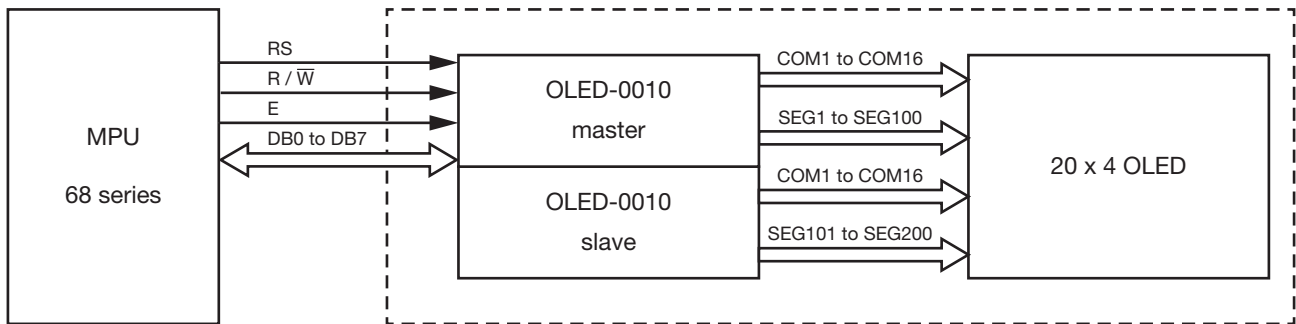 MPU
68 series
RS
R / W̅
E
DB0 to DB7
OLED-0010
master
OLED-0010
slave
COM1 to COM16
SEG1 to SEG100
COM1 to COM16
SEG101 to SEG200
20 x 4 OLED